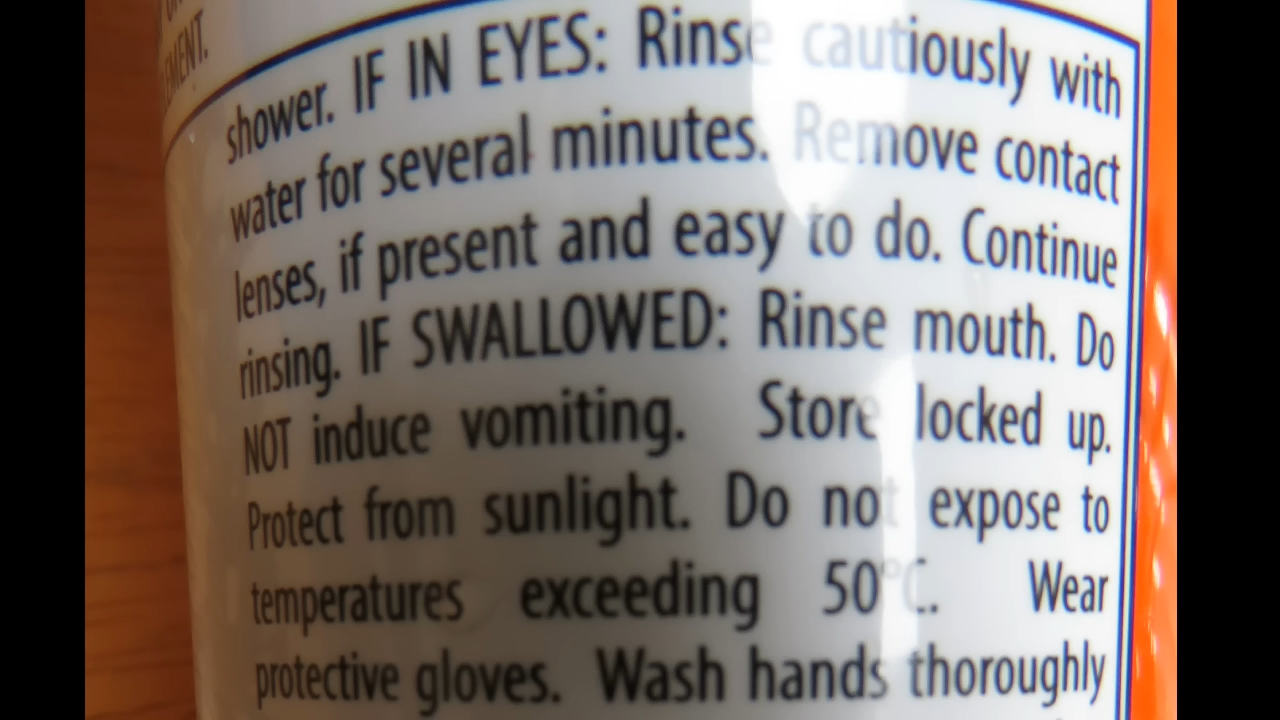 EMENT.
shower. IF IN EYES: Rinse cautiously with
water for several minutes. Remove contact
lenses, if present and easy to do. Continue
rinsing. IF SWALLOWED: Rinse mouth. Do
NOT induce vomiting. Store locked up.
Protect from sunlight. Do not expose to
temperatures exceeding 50°C. Wear
protective gloves. Wash hands thoroughly